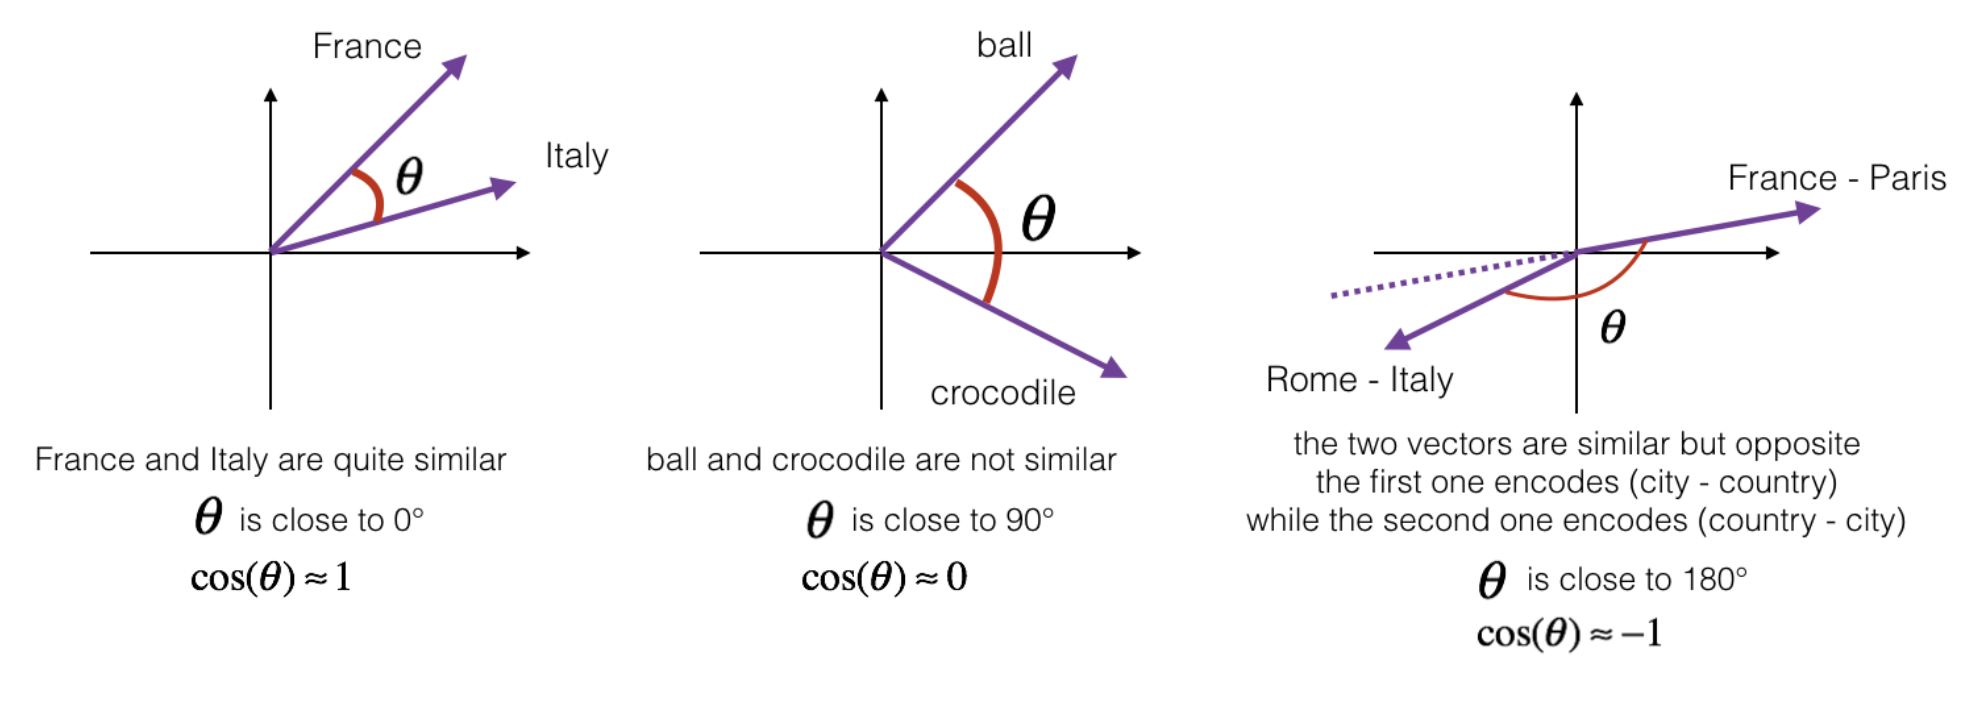 France
Italy
θ
France and Italy are quite similar
θ is close to 0°
cos(θ) ≈ 1
ball
θ
crocodile
ball and crocodile are not similar
θ is close to 90°
cos(θ) ≈ 0
France - Paris
θ
Rome - Italy
the two vectors are similar but opposite
the first one encodes (city - country)
while the second one encodes (country - city)
θ is close to 180°
cos(θ) ≈ −1